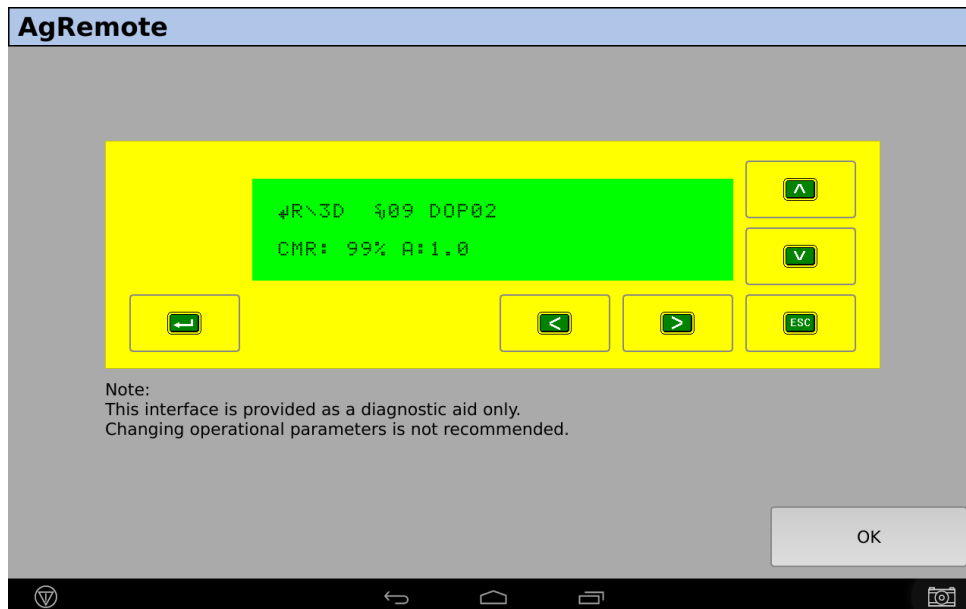 AgRemote
R\3D 09 DOP02
CMR: 99% A:1.0
ESC
Note:
This interface is provided as a diagnostic aid only.
Changing operational parameters is not recommended.
OK